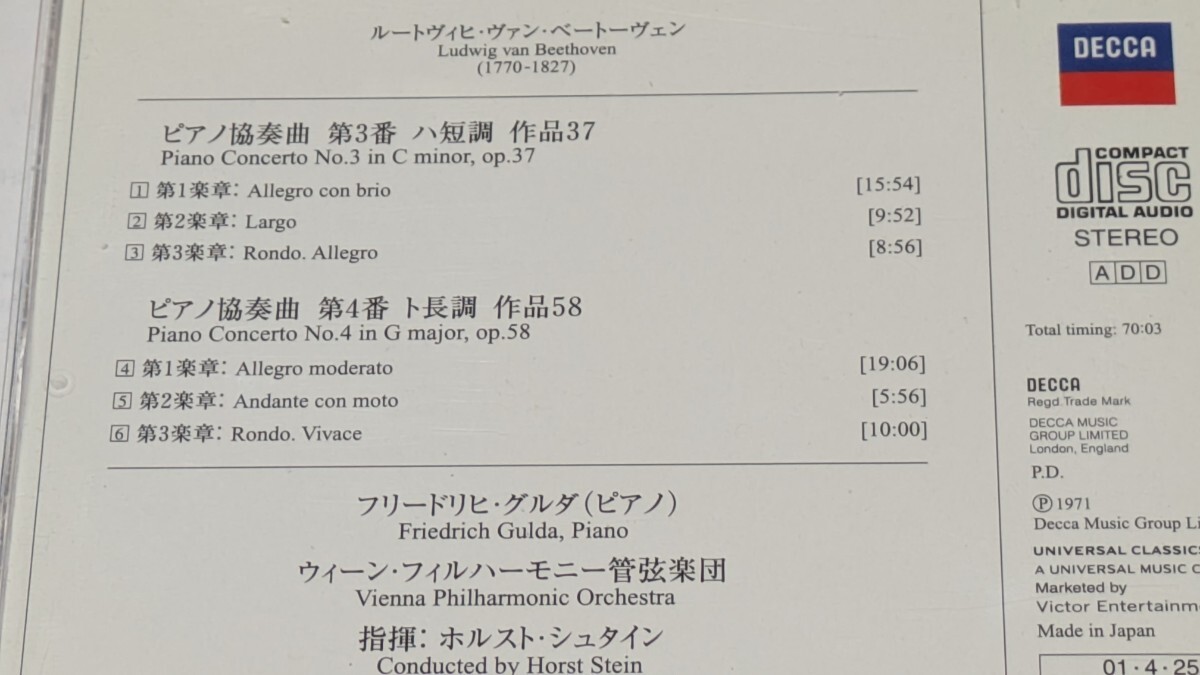 ルートヴィヒ・ヴァン・ベートーヴェン
Ludwig van Beethoven
(1770-1827)
ピアノ協奏曲 第3番 ハ短調 作品37
Piano Concerto No.3 in C minor, op.37
1 第1楽章: Allegro con brio [15:54]
2 第2楽章: Largo [9:52]
3 第3楽章: Rondo. Allegro [8:56]
ピアノ協奏曲 第4番 ト長調 作品58
Piano Concerto No.4 in G major, op.58
4 第1楽章: Allegro moderato [19:06]
5 第2楽章: Andante con moto [5:56]
6 第3楽章: Rondo. Vivace [10:00]
フリードリヒ・グルダ(ピアノ)
Friedrich Gulda, Piano
ウィーン・フィルハーモニー管弦楽団
Vienna Philharmonic Orchestra
指揮: ホルスト・シュタイン
Conducted by Horst Stein
DECCA
COMPACT
disc
DIGITAL AUDIO
STEREO
ADD
Total timing: 70:03
DECCA
Regd. Trade Mark
DECCA MUSIC
GROUP LIMITED
London, England
P.D.
Ⓟ1971
Decca Music Group
UNIVERSAL
A UNIVERSAL MUSIC
Marketed by
Victor
Made in Japan
01・4・25